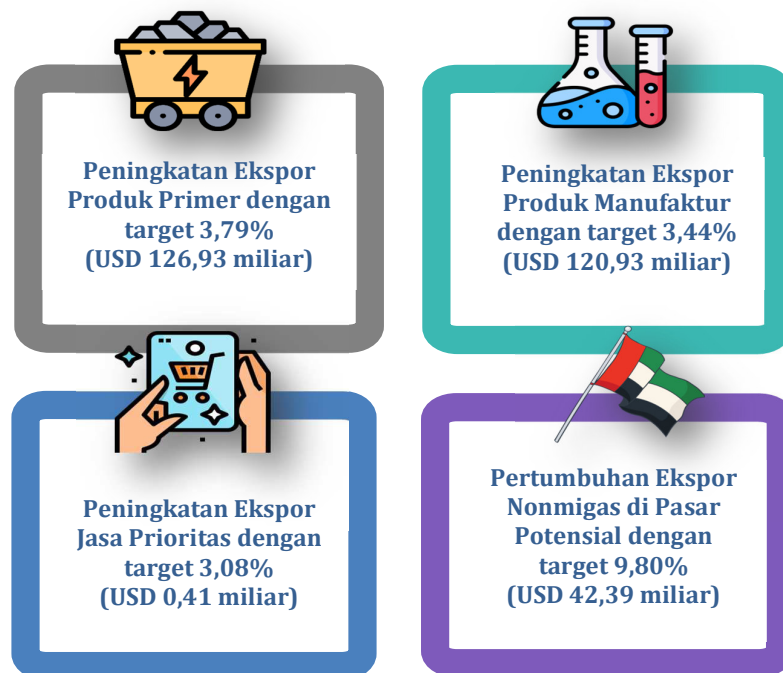 Peningkatan Ekspor
Produk Primer dengan
target 3,79%
(USD 126,93 miliar)
Peningkatan Ekspor
Produk Manufaktur
dengan target 3,44%
(USD 120,93 miliar)
Peningkatan Ekspor
Jasa Prioritas dengan
target 3,08%
(USD 0,41 miliar)
Pertumbuhan Ekspor
Nonmigas di Pasar
Potensial dengan
target 9,80%
(USD 42,39 miliar)